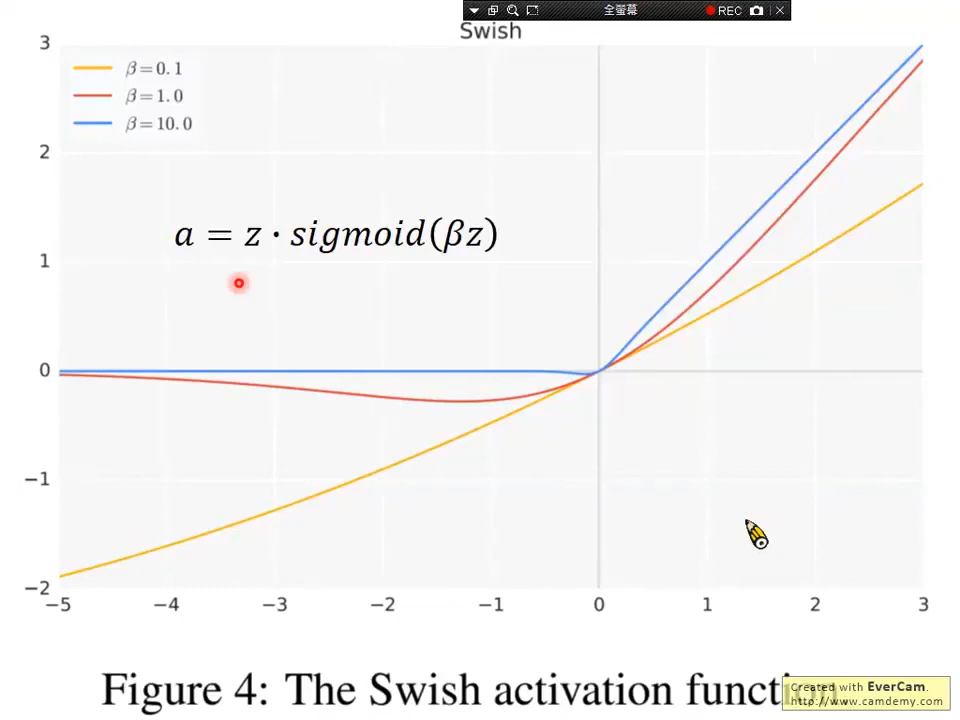 全螢幕 REC
Swish
3
β=0.1
β=1.0
β=10.0
2
a = z · sigmoid(βz)
1
0
−1
−2
−5 −4 −3 −2 −1 0 1 2 3
Figure 4: The Swish activation function
Created with EverCam.
http://www.camdemy.com